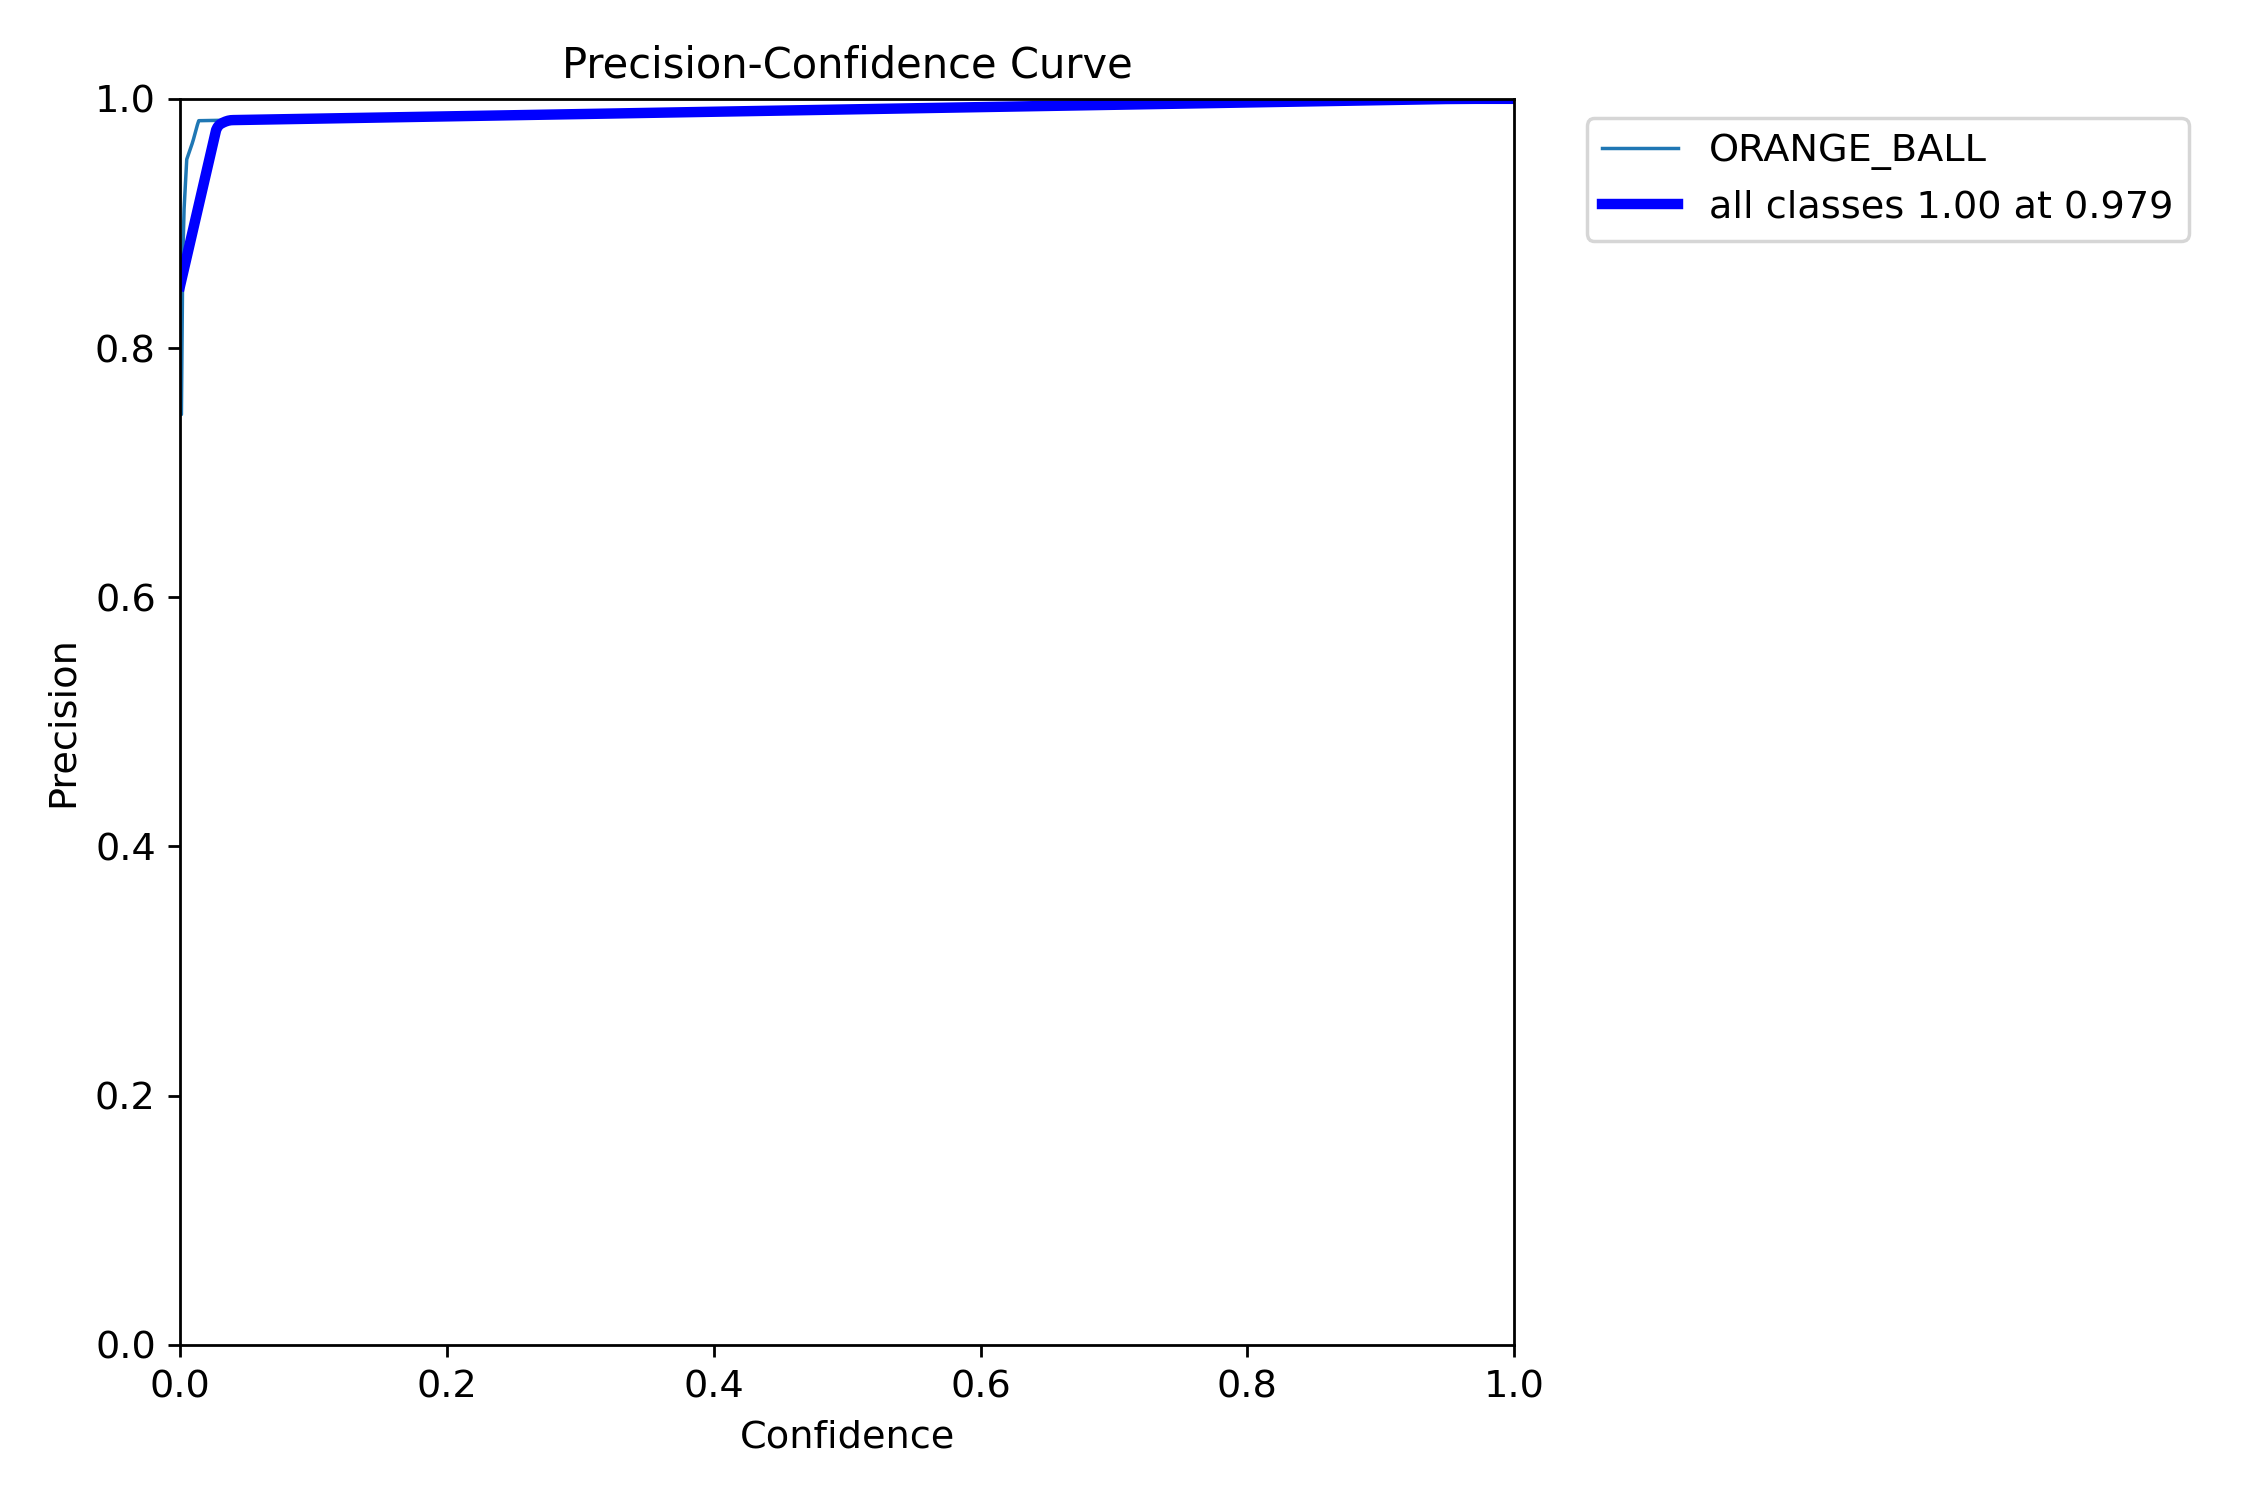 Precision-Confidence Curve
1.0
0.8
0.6
0.4
0.2
0.0
Precision
0.0 0.2 0.4 0.6 0.8 1.0
Confidence
ORANGE_BALL
all classes 1.00 at 0.979